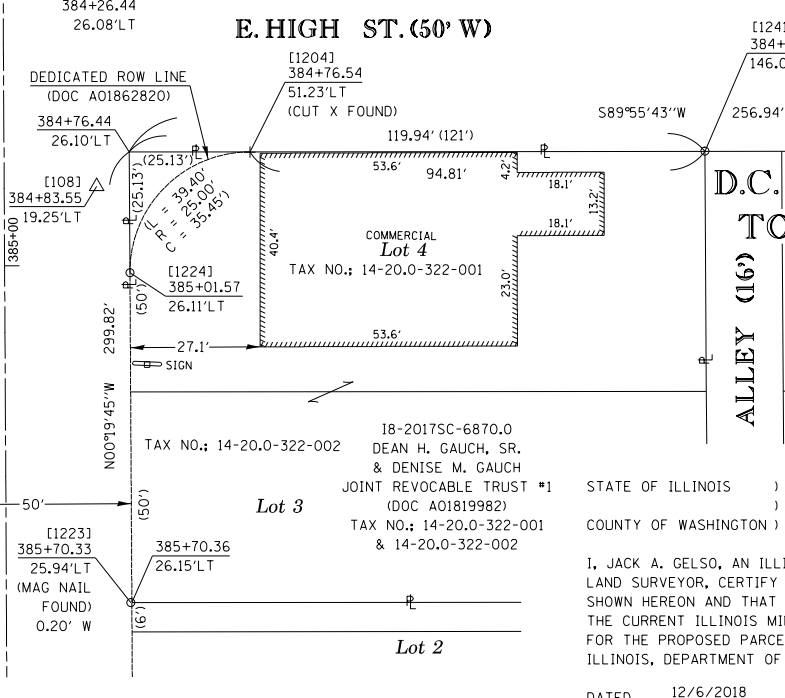 384+26.44
26.08'LT
E. HIGH ST. (50' W)
[1204]
384+76.54
51.23'LT
(CUT X FOUND)
DEDICATED ROW LINE
(DOC A01862820)
384+76.44
26.10'LT
S89°55'43"W
256.94'
119.94' (121')
(25.13')
(25.13')
L = 39.40'
R = 25.00'
C = 35.45'
[108]
384+83.55
19.25'LT
385+00
53.6'
94.81'
4.2'
18.1'
13.2'
18.1'
40.4'
COMMERCIAL
Lot 4
TAX NO.; 14-20.0-322-001
23.0'
53.6'
[1224]
385+01.57
26.11'LT
(50')
27.1'
SIGN
N00°19'45"W 299.82'
D.C.
ALLEY (16')
TAX NO.; 14-20.0-322-002
I8-2017SC-6870.0
DEAN H. GAUCH, SR.
& DENISE M. GAUCH
JOINT REVOCABLE TRUST #1
(DOC A01819982)
TAX NO.; 14-20.0-322-001
& 14-20.0-322-002
Lot 3
50'
(50')
[1223]
385+70.33
25.94'LT
(MAG NAIL
FOUND)
0.20' W
385+70.36
26.15'LT
(6')
Lot 2
STATE OF ILLINOIS )
)
COUNTY OF WASHINGTON )
I, JACK A. GELSO, AN
LAND SURVEYOR, CERTIFY
SHOWN HEREON AND THAT
THE CURRENT ILLINOIS
FOR THE PROPOSED
ILLINOIS, DEPARTMENT OF
DATED 12/6/2018